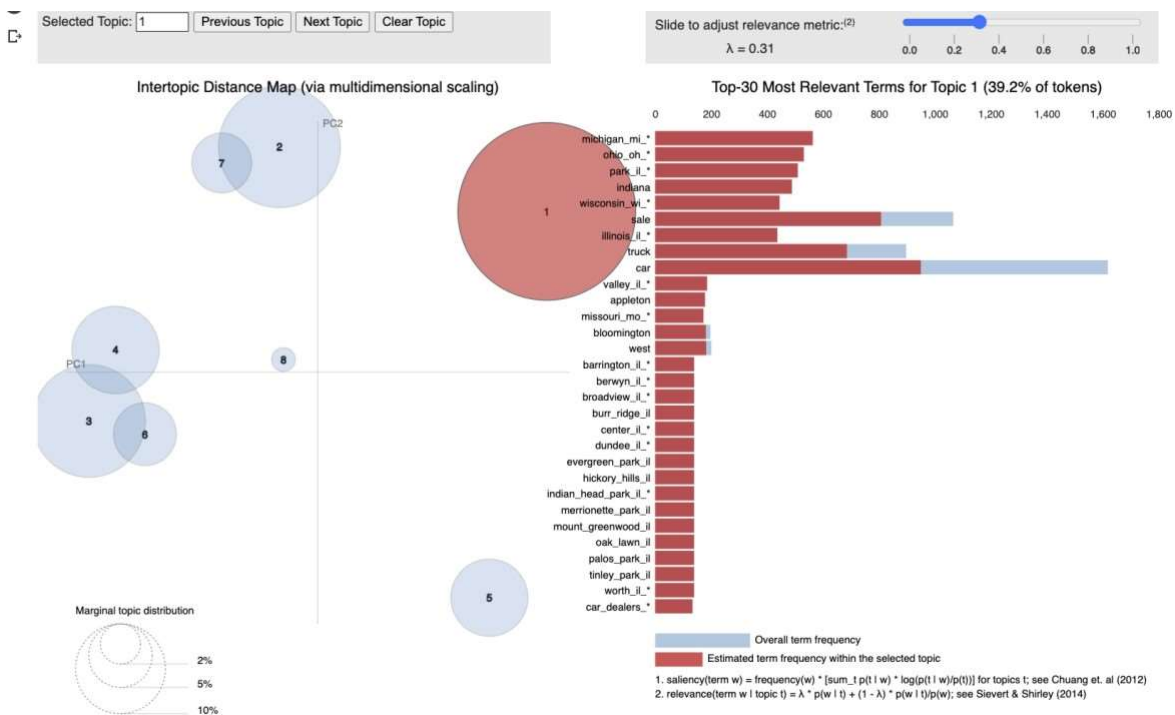 Selected Topic: 1 Previous Topic Next Topic Clear Topic
Slide to adjust relevance metric:(2)
λ = 0.31
0.0 0.2 0.4 0.6 0.8 1.0
Intertopic Distance Map (via multidimensional scaling)
PC2
2
7
1
4
PC1
8
3
6
5
Marginal topic distribution
2%
5%
10%
Top-30 Most Relevant Terms for Topic 1 (39.2% of tokens)
0 200 400 600 800 1,000 1,200 1,400 1,600 1,800
michigan_mi_*
ohio_oh_*
park_il_*
indiana
wisconsin_wi_*
sale
illinois_il_*
truck
car
valley_il_*
appleton
missouri_mo_*
bloomington
west
barrington_il_*
berwyn_il_*
broadview_il_*
burr_ridge_il
center_il_*
dundee_il_*
evergreen_park_il
hickory_hills_il
indian_head_park_il_*
merrionette_park_il
mount_greenwood_il
oak_lawn_il
palos_park_il
tinley_park_il
worth_il_*
car_dealers_*
Overall term frequency
Estimated term frequency within the selected topic
1. saliency(term w) = frequency(w) * [sum_t p(t | w) * log(p(t | w)/p(t))] for topics t; see Chuang et. al (2012)
2. relevance(term w | topic t) = λ * p(w | t) + (1 - λ) * p(w | t)/p(w); see Sievert & Shirley (2014)